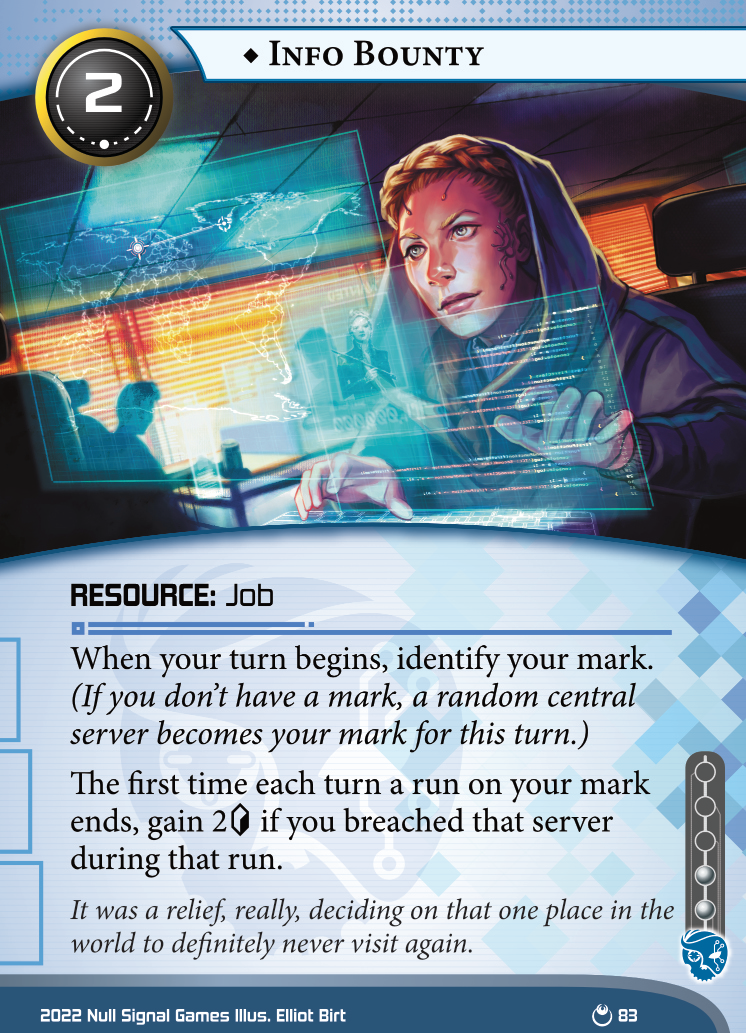 2
◆ Info Bounty
RESOURCE: Job
When your turn begins, identify your mark.
(If you don't have a mark, a random central
server becomes your mark for this turn.)
The first time each turn a run on your mark
ends, gain 2 if you breached that server
during that run.
It was a relief, really, deciding on that one place in the
world to definitely never visit again.
2022 Null Signal Games Illus. Elliot Birt
83